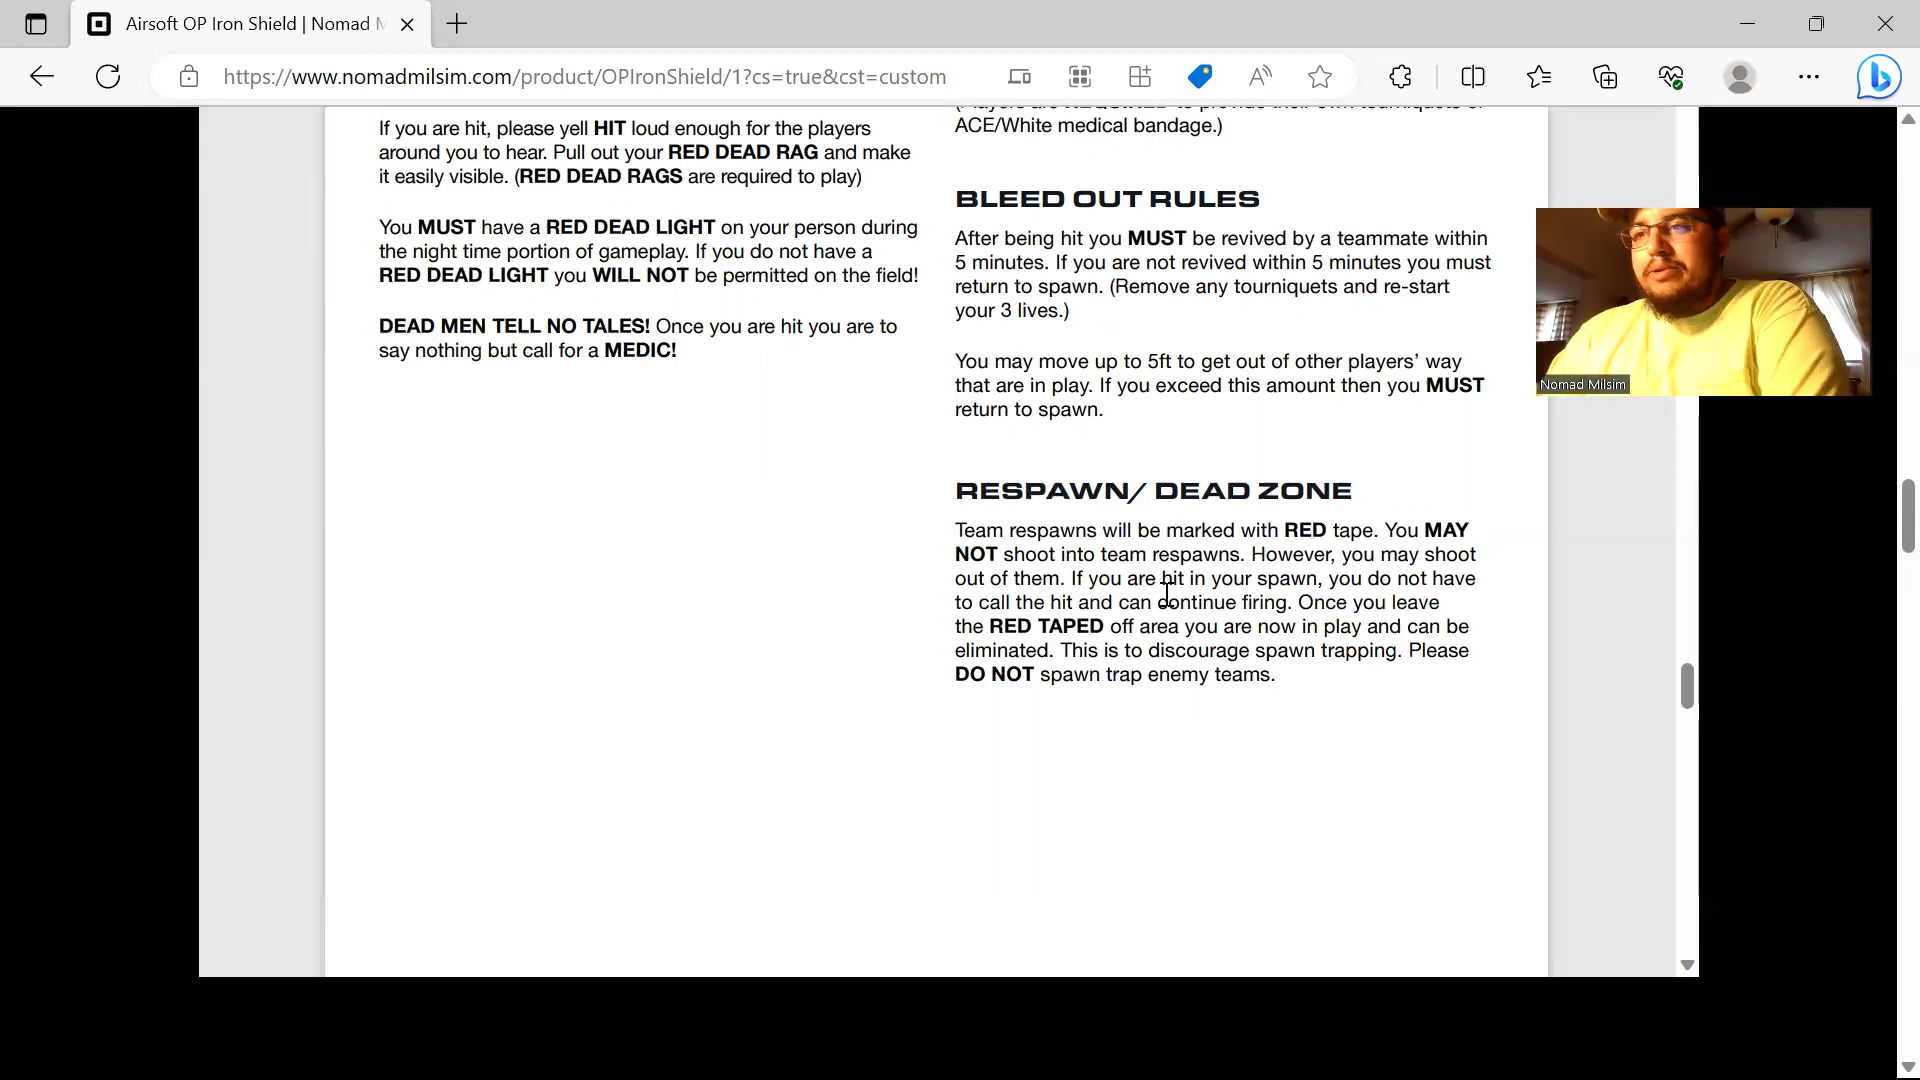 Airsoft OP Iron Shield | Nomad
https://www.nomadmilsim.com/product/OPIronShield/1?cs=true&cst=custom
If you are hit, please yell HIT loud enough for the players
around you to hear. Pull out your RED DEAD RAG and make
it easily visible. (RED DEAD RAGS are required to play)
You MUST have a RED DEAD LIGHT on your person during
the night time portion of gameplay. If you do not have a
RED DEAD LIGHT you WILL NOT be permitted on the field!
DEAD MEN TELL NO TALES! Once you are hit you are to
say nothing but call for a MEDIC!
ACE/White medical bandage.)
BLEED OUT RULES
After being hit you MUST be revived by a teammate within
5 minutes. If you are not revived within 5 minutes you must
return to spawn. (Remove any tourniquets and re-start
your 3 lives.)
You may move up to 5ft to get out of other players’ way
that are in play. If you exceed this amount then you MUST
return to spawn.
RESPAWN/ DEAD ZONE
Team respawns will be marked with RED tape. You MAY
NOT shoot into team respawns. However, you may shoot
out of them. If you are hit in your spawn, you do not have
to call the hit and can continue firing. Once you leave
the RED TAPED off area you are now in play and can be
eliminated. This is to discourage spawn trapping. Please
DO NOT spawn trap enemy teams.
Nomad Milsim